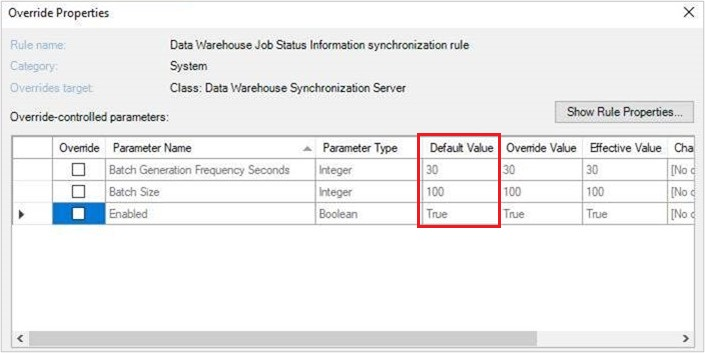 Override Properties
Rule name: Data Warehouse Job Status Information synchronization rule
Category: System
Overrides target: Class: Data Warehouse Synchronization Server
Override-controlled parameters: Show Rule Properties...
Override Parameter Name Parameter Type Default Value Override Value Effective Value Cha
Batch Generation Frequency Seconds Integer 30 30 30 [No c
Batch Size Integer 100 100 100 [No c
Enabled Boolean True True True [No c